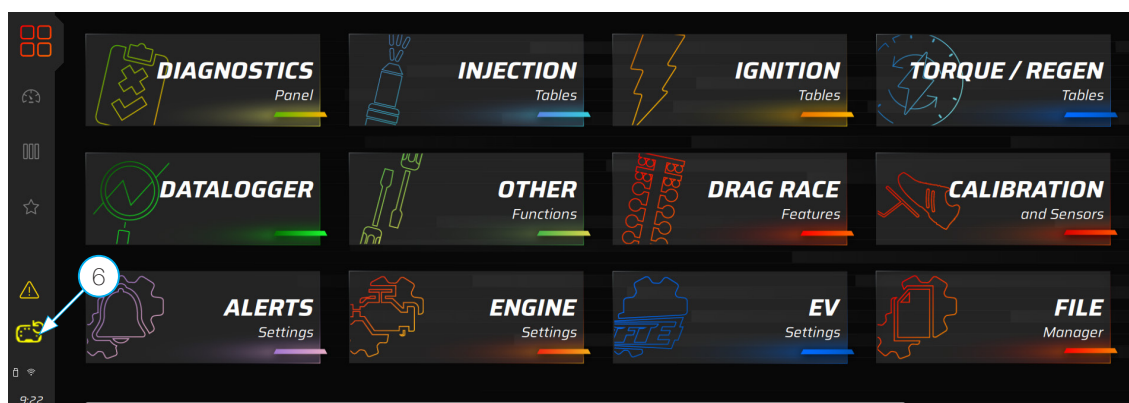 DIAGNOSTICS
Panel
INJECTION
Tables
IGNITION
Tables
TORQUE / REGEN
Tables
DATALOGGER
OTHER
Functions
DRAG RACE
Features
CALIBRATION
and Sensors
6
ALERTS
Settings
ENGINE
Settings
FTE
EV
Settings
FILE
Manager
9:22